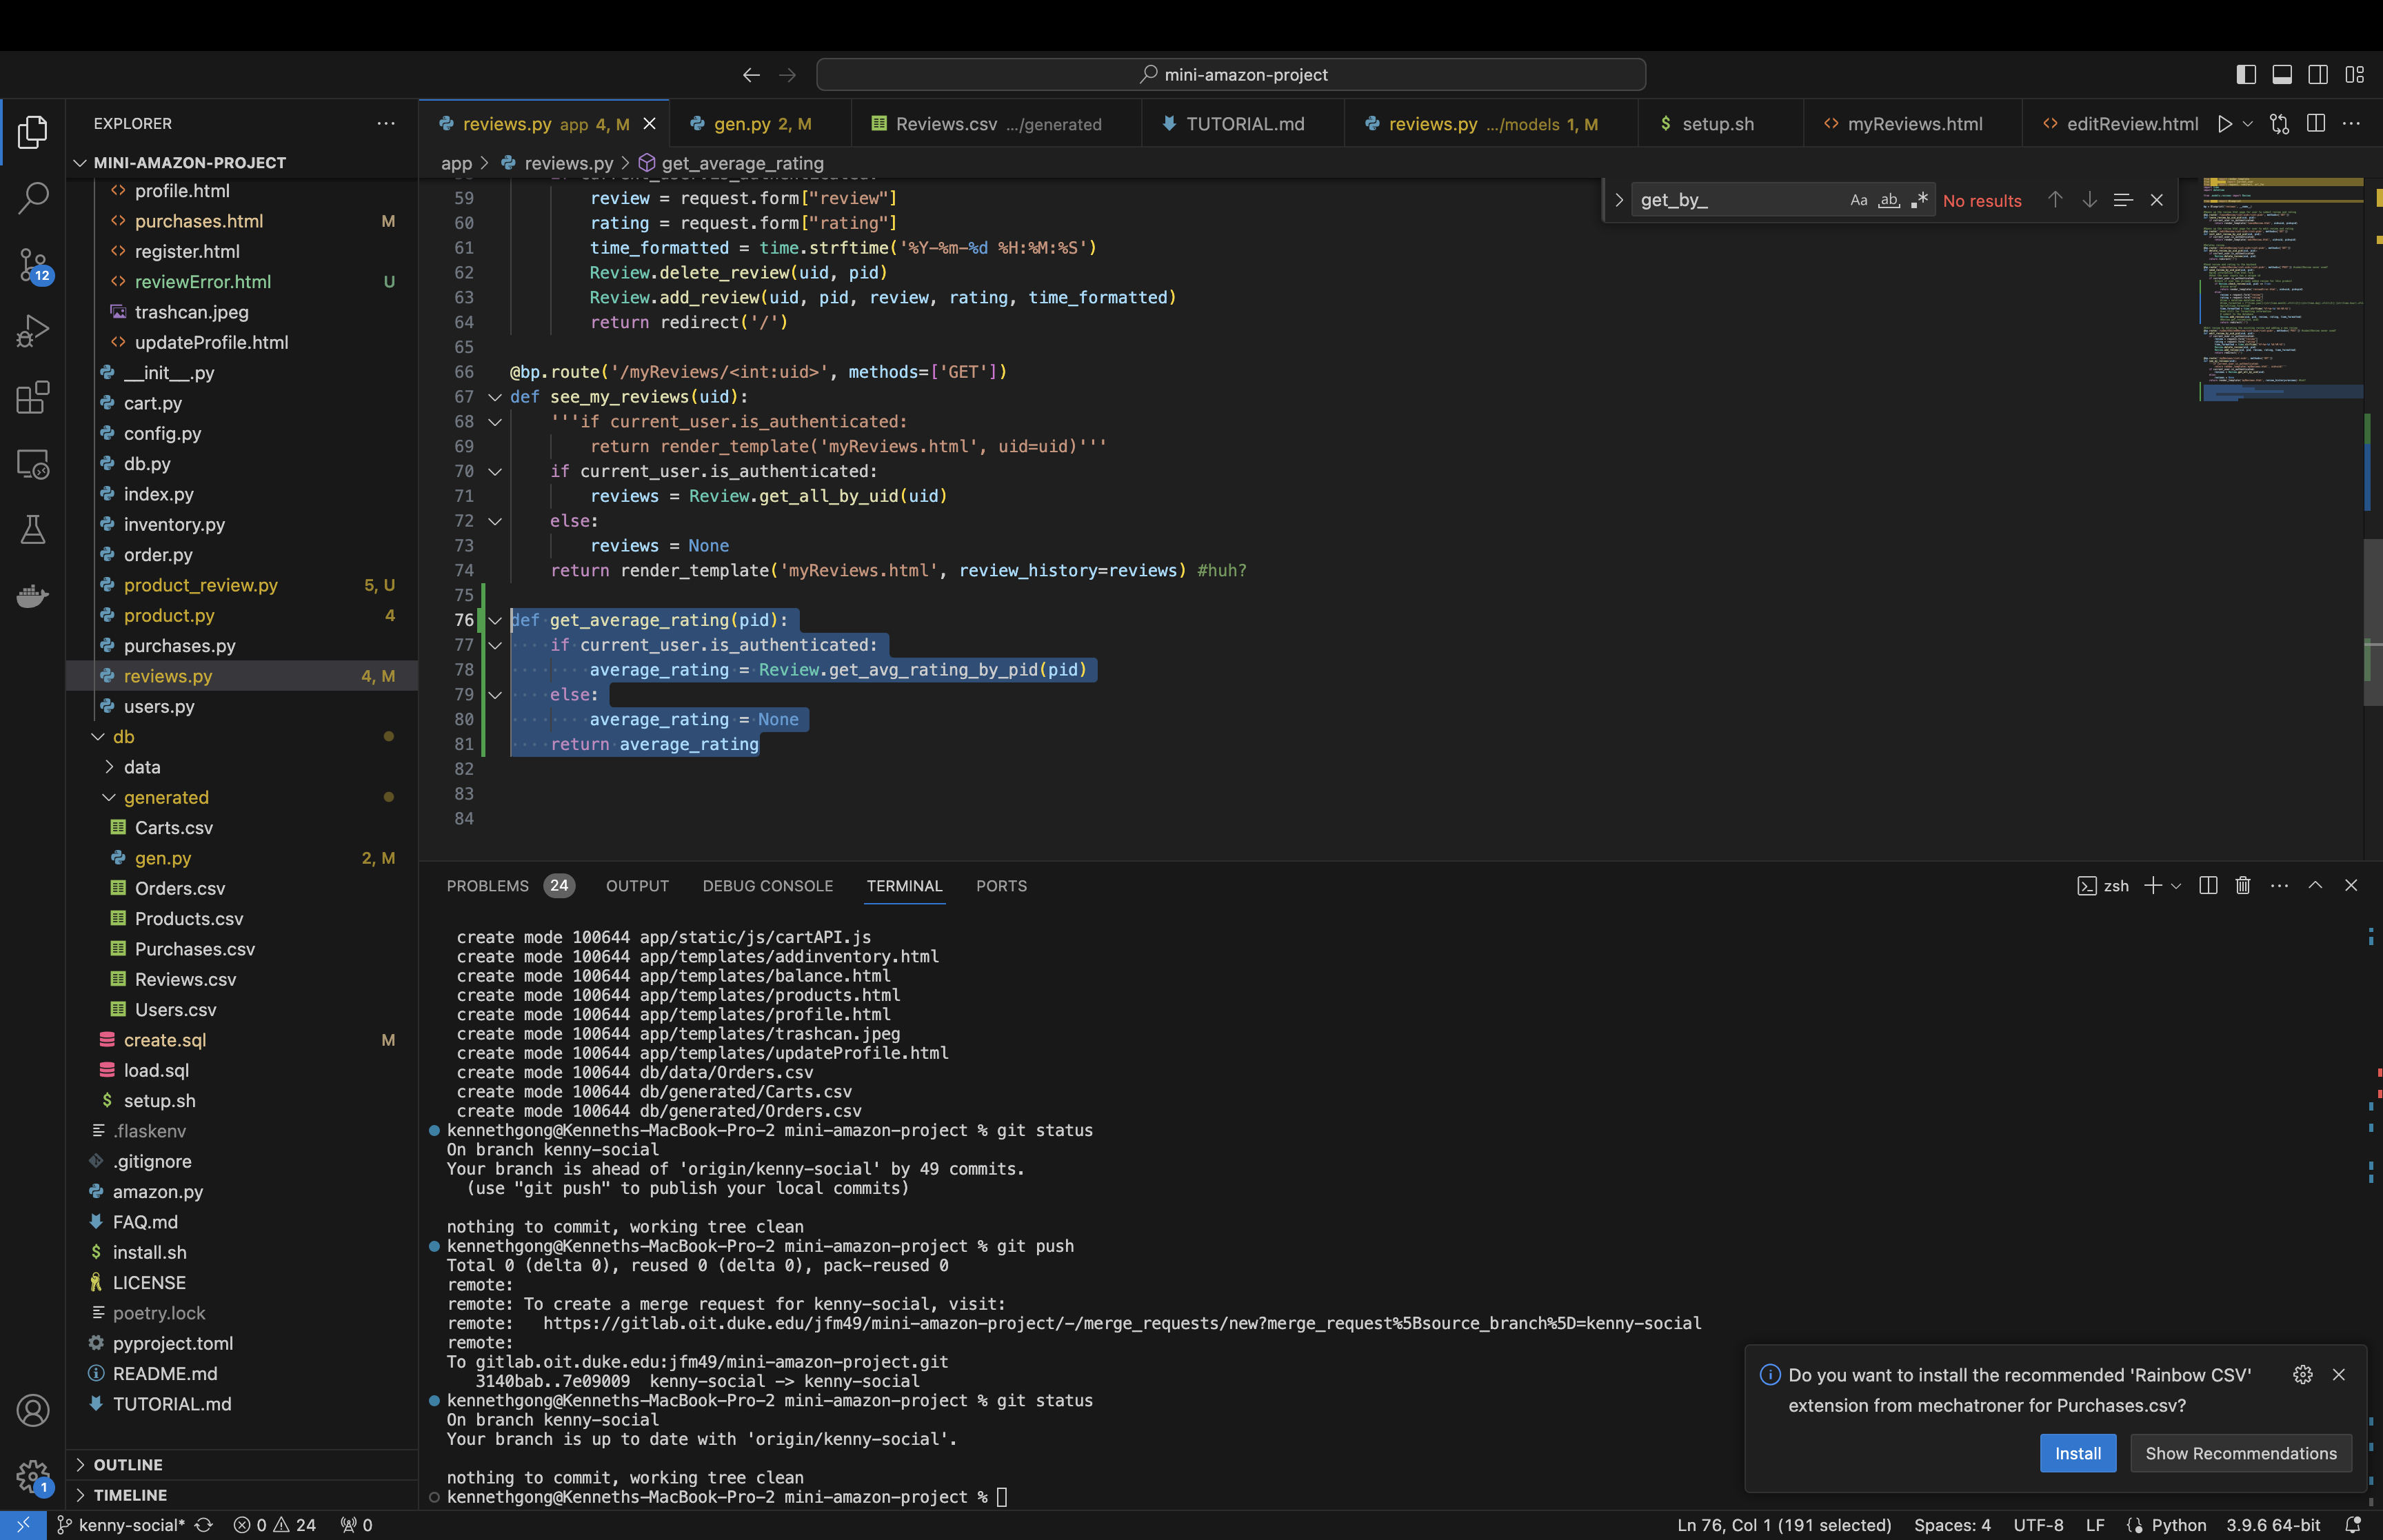 mini-amazon-project
EXPLORER
MINI-AMAZON-PROJECT
profile.html
purchases.html M
register.html
reviewError.html U
trashcan.jpeg
updateProfile.html
__init__.py
cart.py
config.py
db.py
index.py
inventory.py
order.py
product_review.py 5, U
product.py 4
purchases.py
reviews.py 4, M
users.py
db
data
generated
Carts.csv
gen.py 2, M
Orders.csv
Products.csv
Purchases.csv
Reviews.csv
Users.csv
create.sql M
load.sql
setup.sh
.flaskenv
.gitignore
amazon.py
FAQ.md
install.sh
LICENSE
poetry.lock
pyproject.toml
README.md
TUTORIAL.md
OUTLINE
TIMELINE
12
1
reviews.py app 4, M
gen.py 2, M
Reviews.csv .../generated
TUTORIAL.md
reviews.py .../models 1, M
setup.sh
myReviews.html
editReview.html
app > reviews.py > get_average_rating
get_by_ Aa ab No results
59 review = request.form["review"]
60 rating = request.form["rating"]
61 time_formatted = time.strftime('%Y-%m-%d %H:%M:%S')
62 Review.delete_review(uid, pid)
63 Review.add_review(uid, pid, review, rating, time_formatted)
64 return redirect('/')
65
66 @bp.route('/myReviews/<int:uid>', methods=['GET'])
67 def see_my_reviews(uid):
68 '''if current_user.is_authenticated:
69 return render_template('myReviews.html', uid=uid)'''
70 if current_user.is_authenticated:
71 reviews = Review.get_all_by_uid(uid)
72 else:
73 reviews = None
74 return render_template('myReviews.html', review_history=reviews) #huh?
75
76 def get_average_rating(pid):
77 if current_user.is_authenticated:
78 average_rating = Review.get_avg_rating_by_pid(pid)
79 else:
80 average_rating = None
81 return average_rating
82
83
84
PROBLEMS 24 OUTPUT DEBUG CONSOLE TERMINAL PORTS
zsh
create mode 100644 app/static/js/cartAPI.js
create mode 100644 app/templates/addinventory.html
create mode 100644 app/templates/balance.html
create mode 100644 app/templates/products.html
create mode 100644 app/templates/profile.html
create mode 100644 app/templates/trashcan.jpeg
create mode 100644 app/templates/updateProfile.html
create mode 100644 db/data/Orders.csv
create mode 100644 db/generated/Carts.csv
create mode 100644 db/generated/Orders.csv
kennethgong@Kenneths-MacBook-Pro-2 mini-amazon-project % git status
On branch kenny-social
Your branch is ahead of 'origin/kenny-social' by 49 commits.
(use "git push" to publish your local commits)
nothing to commit, working tree clean
kennethgong@Kenneths-MacBook-Pro-2 mini-amazon-project % git push
Total 0 (delta 0), reused 0 (delta 0), pack-reused 0
remote:
remote: To create a merge request for kenny-social, visit:
remote: https://gitlab.oit.duke.edu/jfm49/mini-amazon-project/-/merge_requests/new?merge_request%5Bsource_branch%5D=kenny-social
remote:
To gitlab.oit.duke.edu:jfm49/mini-amazon-project.git
3140bab..7e09009 kenny-social -> kenny-social
kennethgong@Kenneths-MacBook-Pro-2 mini-amazon-project % git status
On branch kenny-social
Your branch is up to date with 'origin/kenny-social'.
nothing to commit, working tree clean
kennethgong@Kenneths-MacBook-Pro-2 mini-amazon-project %
Do you want to install the recommended 'Rainbow CSV'
extension from mechatroner for Purchases.csv?
Install Show Recommendations
kenny-social* 0 24 0
Ln 76, Col 1 (191 selected) Spaces: 4 UTF-8 LF Python 3.9.6 64-bit